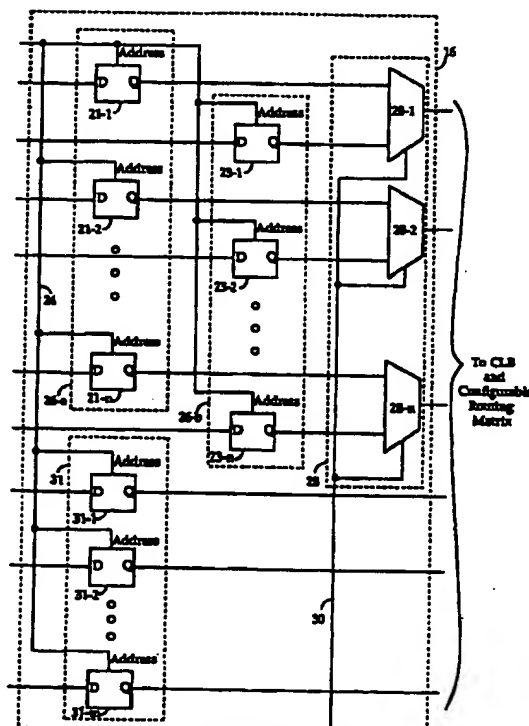 16
Address
D Q
21-1
28-1
Address
D Q
23-1
Address
D Q
21-2
28-2
Address
D Q
23-2
24
Address
D Q
21-n
26-a
Address
D Q
23-n
26-b
28-n
28
To CLB
and
Configurable
Routing
Matrix
31
Address
D Q
31-1
Address
D Q
31-2
30
Address
D Q